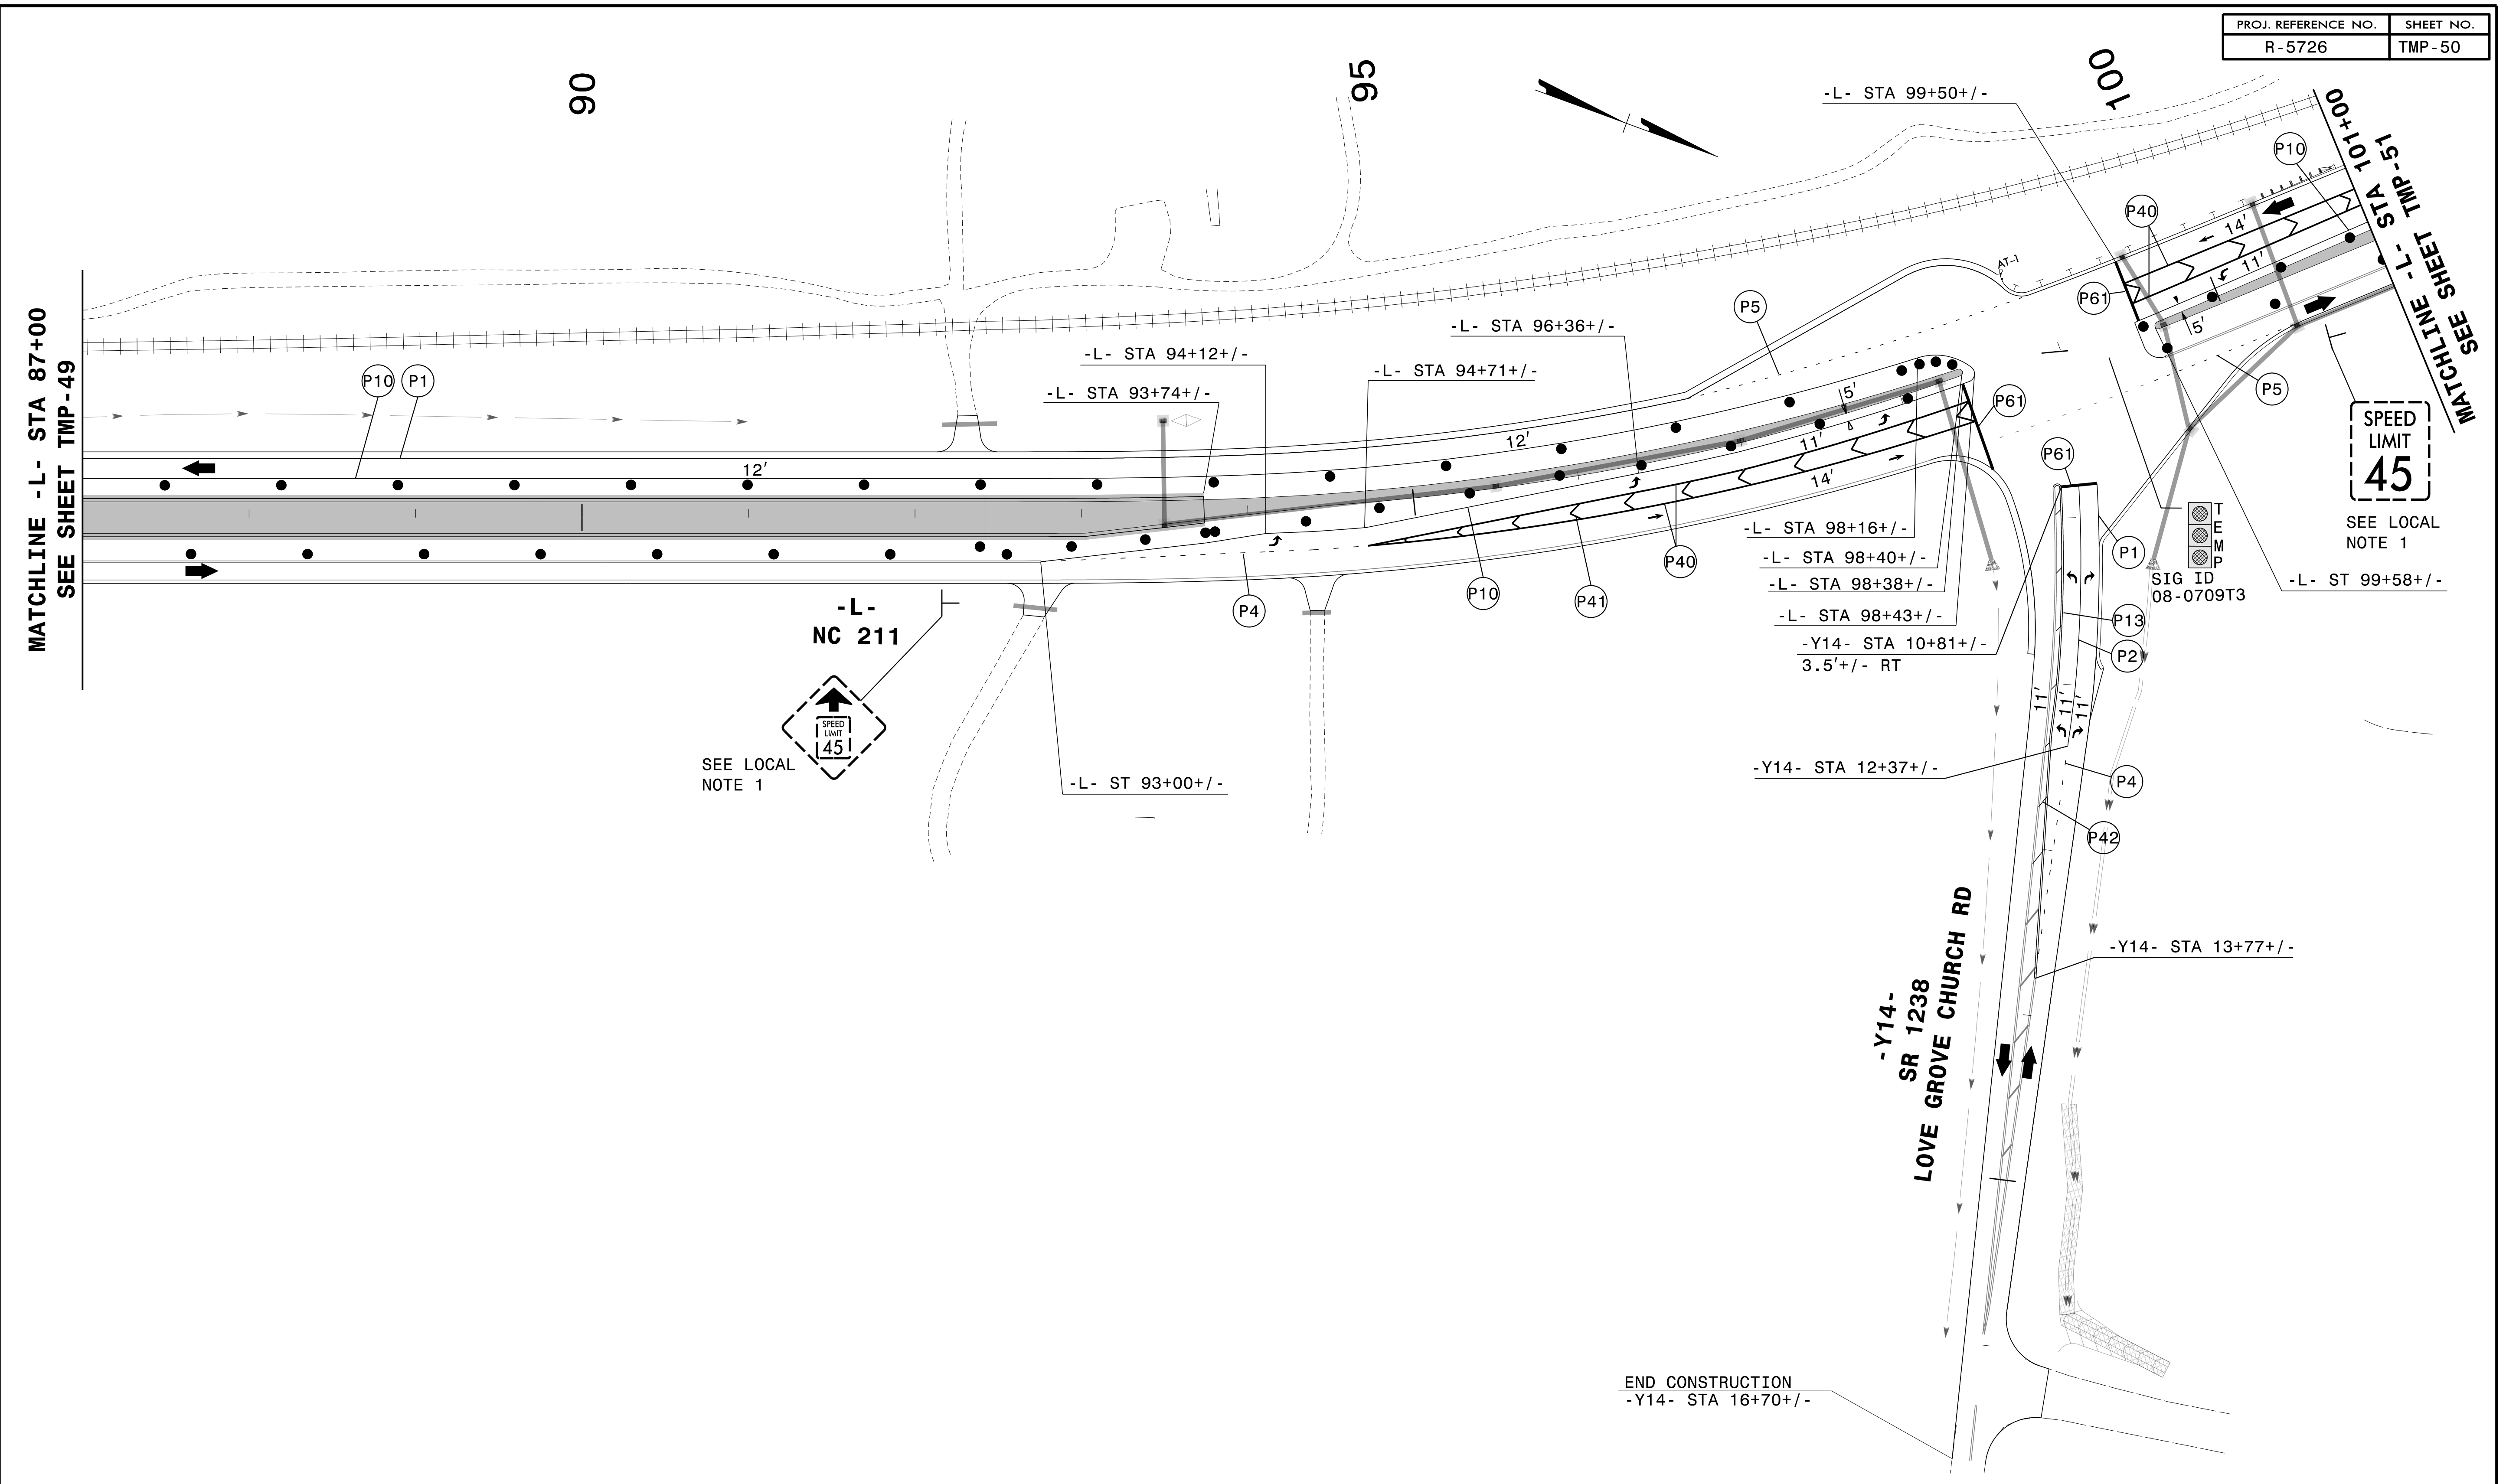 PROJ. REFERENCE NO.
SHEET NO.
R-5726
TMP-50
90
95
100
-L- STA 99+50+/-
MATCHLINE -L- STA 101+00
SEE SHEET TMP-51
P10
P40
14'
11'
P61
5'
AT-1
P5
P5
MATCHLINE -L- STA 87+00
SEE SHEET TMP-49
P10
P1
12'
-L- STA 96+36+/-
-L- STA 94+12+/-
-L- STA 94+71+/-
-L- STA 93+74+/-
12'
5'
11'
14'
P61
P61
SPEED
LIMIT
45
SEE LOCAL
NOTE 1
TEMP
SIG ID
08-0709T3
-L- ST 99+58+/-
-L- STA 98+16+/-
-L- STA 98+40+/-
-L- STA 98+38+/-
-L- STA 98+43+/-
-Y14- STA 10+81+/-
3.5'+/- RT
P4
P10
P41
P40
P1
P13
P2
11'
11'
11'
-L-
NC 211
SPEED
LIMIT
45
SEE LOCAL
NOTE 1
-L- ST 93+00+/-
-Y14- STA 12+37+/-
P4
P42
-Y14- STA 13+77+/-
-Y14-
SR 1238
LOVE GROVE CHURCH RD
END CONSTRUCTION
-Y14- STA 16+70+/-